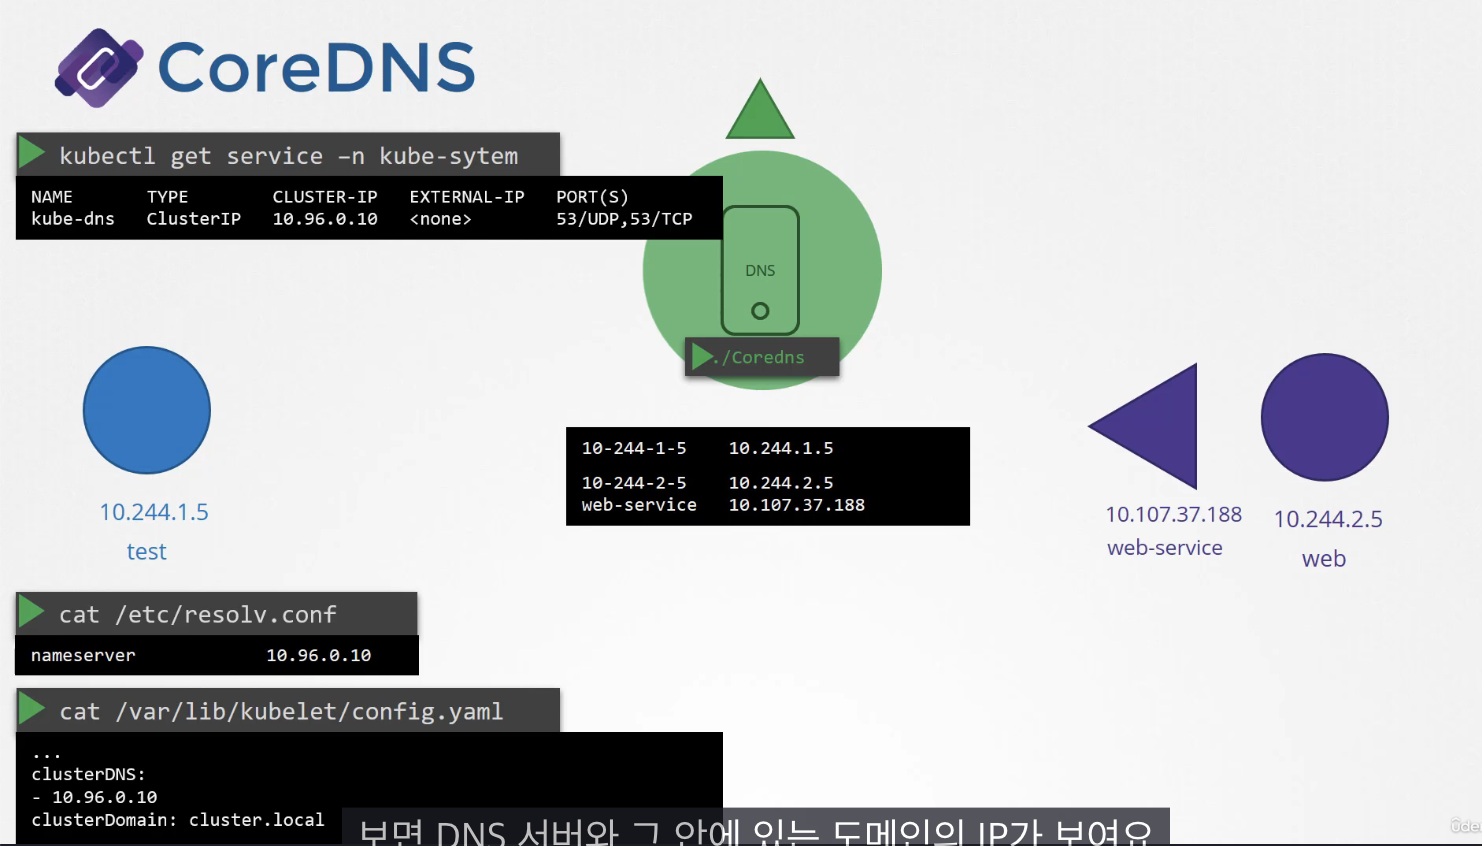 CoreDNS
kubectl get service –n kube-sytem
NAME TYPE CLUSTER-IP EXTERNAL-IP PORT(S)
kube-dns ClusterIP 10.96.0.10 <none> 53/UDP,53/TCP
DNS
./Coredns
10-244-1-5 10.244.1.5
10-244-2-5 10.244.2.5
web-service 10.107.37.188
10.244.1.5
test
10.107.37.188
web-service
10.244.2.5
web
cat /etc/resolv.conf
nameserver 10.96.0.10
cat /var/lib/kubelet/config.yaml
...
clusterDNS:
- 10.96.0.10
clusterDomain: cluster.local
보면 DNS 서버와 그 안에 있는 도메인의 IP가 보여요